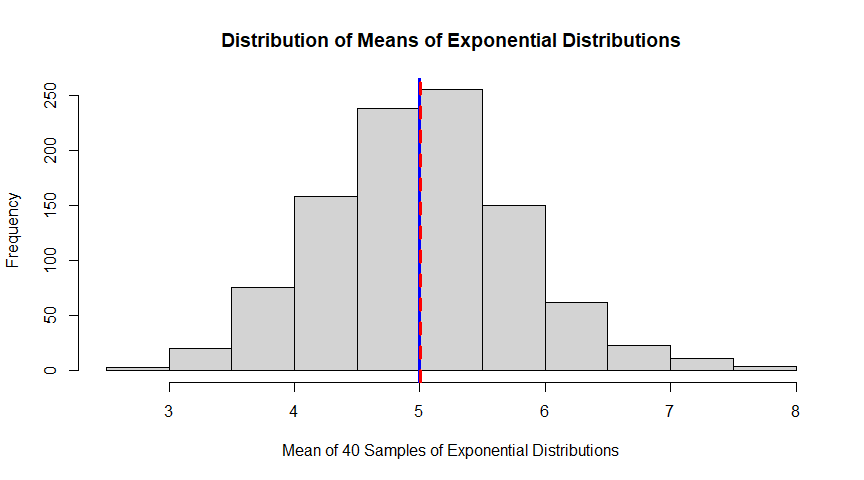 Distribution of Means of Exponential Distributions
Frequency
250
200
150
100
50
0
3 4 5 6 7 8
Mean of 40 Samples of Exponential Distributions